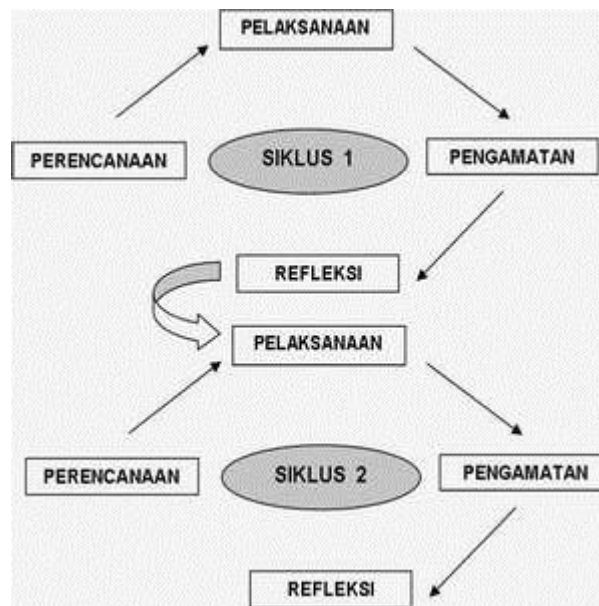 PELAKSANAAN
PERENCANAAN
SIKLUS 1
PENGAMATAN
REFLEKSI
PELAKSANAAN
PERENCANAAN
SIKLUS 2
PENGAMATAN
REFLEKSI